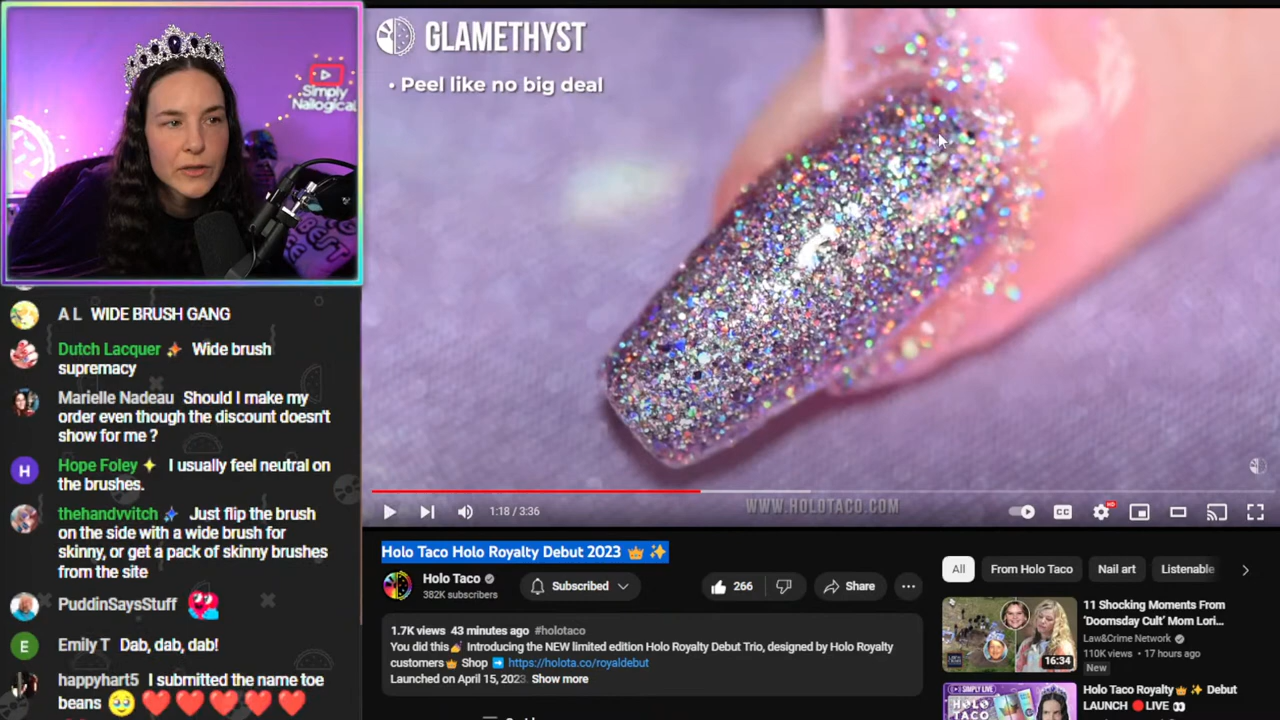 Simply
Nailogical
A L WIDE BRUSH GANG
Dutch Lacquer Wide brush
supremacy
Marielle Nadeau Should I make my
order even though the discount doesn't
show for me ?
H
Hope Foley I usually feel neutral on
the brushes.
thehandvvitch Just flip the brush
on the side with a wide brush for
skinny, or get a pack of skinny brushes
from the site
PuddinSaysStuff
E
Emily T Dab, dab, dab!
happyhart5 I submitted the name toe
beans 🥹 ❤️ ❤️ ❤️ ❤️ ❤️
GLAMETHYST
• Peel like no big deal
WWW.HOLOTACO.COM
1:18 / 3:36
CC
HD
Holo Taco Holo Royalty Debut 2023 👑 ✨
Holo Taco
382K subscribers
Subscribed
266
Share
1.7K views 43 minutes ago #holotaco
You did this💅 Introducing the NEW limited edition Holo Royalty Debut Trio, designed by Holo Royalty
customers👑 Shop ➡️ https://holota.co/royaldebut
Launched on April 15, 2023. Show more
All
From Holo Taco
Nail art
Listenable
11 Shocking Moments From
'Doomsday Cult' Mom Lori...
Law&Crime Network
110K views • 17 hours ago
New
16:34
SIMPLY LIVE
Holo Taco Royalty👑 ✨ Debut
LAUNCH 🔴LIVE 👀